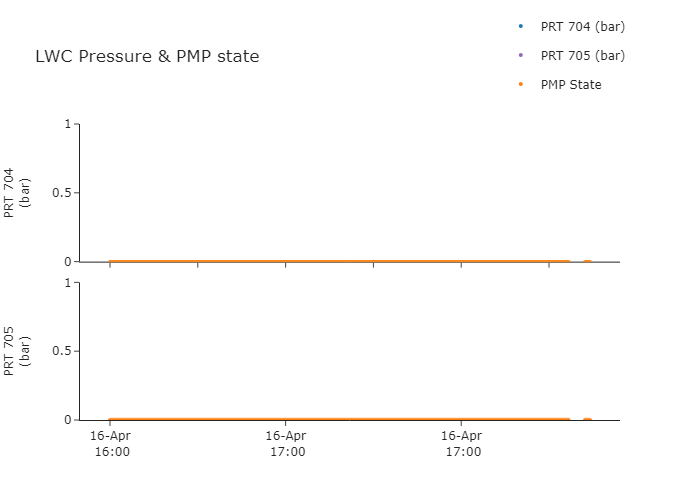 PRT 704 (bar)
PRT 705 (bar)
PMP State
LWC Pressure & PMP state
1
0.5
0
PRT 704
(bar)
1
0.5
0
PRT 705
(bar)
16-Apr
16:00
16-Apr
17:00
16-Apr
17:00